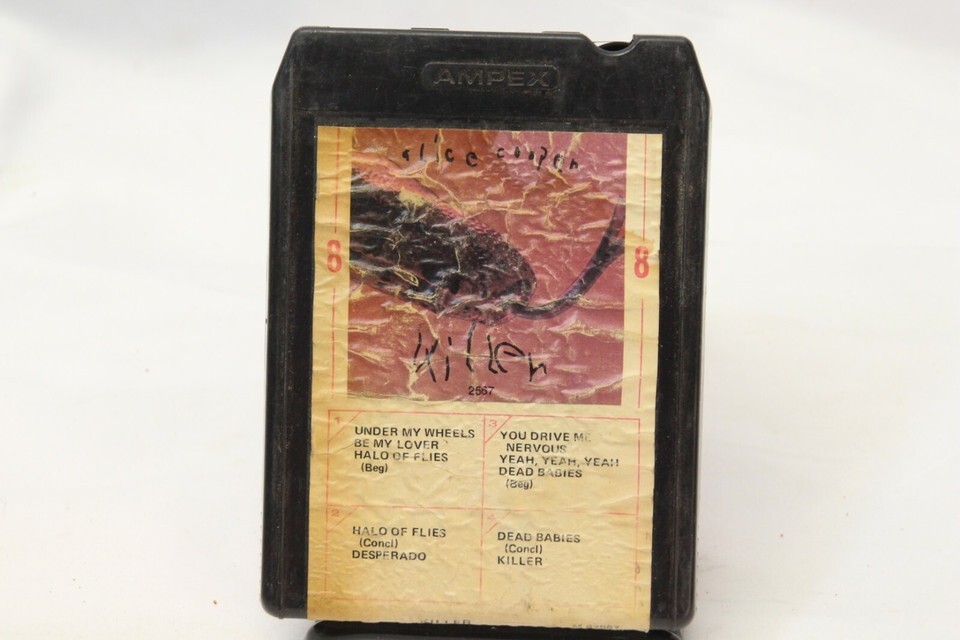 AMPEX
alice cooper
8 8
Killer
2567
1
UNDER MY WHEELS
BE MY LOVER
HALO OF FLIES
(Beg)
2
HALO OF FLIES
(Concl)
DESPERADO
3
YOU DRIVE ME
NERVOUS
YEAH, YEAH, YEAH
DEAD BABIES
(Beg)
4
DEAD BABIES
(Concl)
KILLER
KILLER